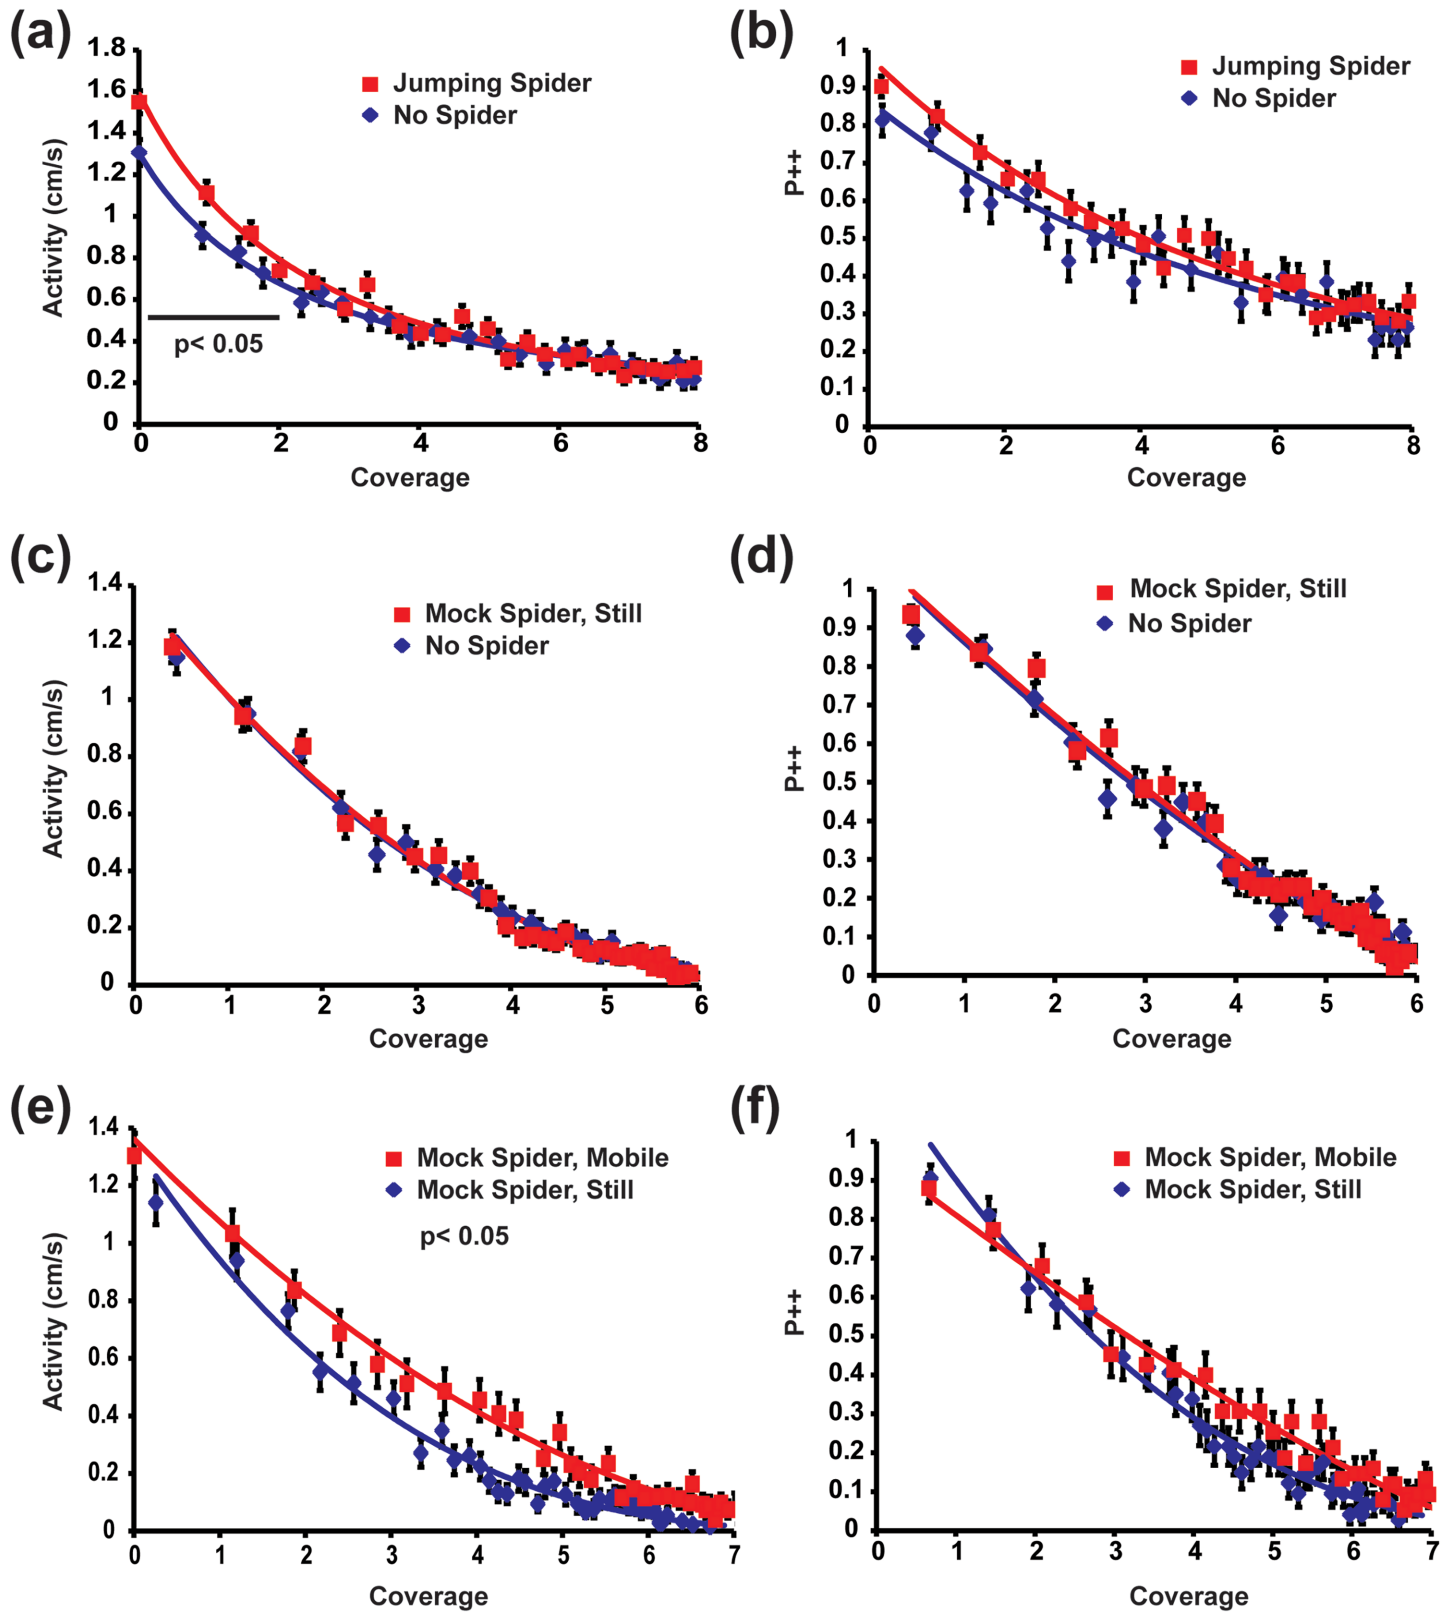 (a)
1.8
1.6
1.4
1.2
1
0.8
0.6
0.4
0.2
0
Activity (cm/s)
Jumping Spider
No Spider
p< 0.05
0 2 4 6 8
Coverage
(b)
1
0.9
0.8
0.7
0.6
0.5
0.4
0.3
0.2
0.1
0
P++
Jumping Spider
No Spider
0 2 4 6 8
Coverage
(c)
1.4
1.2
1
0.8
0.6
0.4
0.2
0
Activity (cm/s)
Mock Spider, Still
No Spider
0 1 2 3 4 5 6
Coverage
(d)
1
0.9
0.8
0.7
0.6
0.5
0.4
0.3
0.2
0.1
0
P++
Mock Spider, Still
No Spider
0 1 2 3 4 5 6
Coverage
(e)
1.4
1.2
1
0.8
0.6
0.4
0.2
0
Activity (cm/s)
Mock Spider, Mobile
Mock Spider, Still
p< 0.05
0 1 2 3 4 5 6 7
Coverage
(f)
1
0.9
0.8
0.7
0.6
0.5
0.4
0.3
0.2
0.1
0
P++
Mock Spider, Mobile
Mock Spider, Still
0 1 2 3 4 5 6 7
Coverage